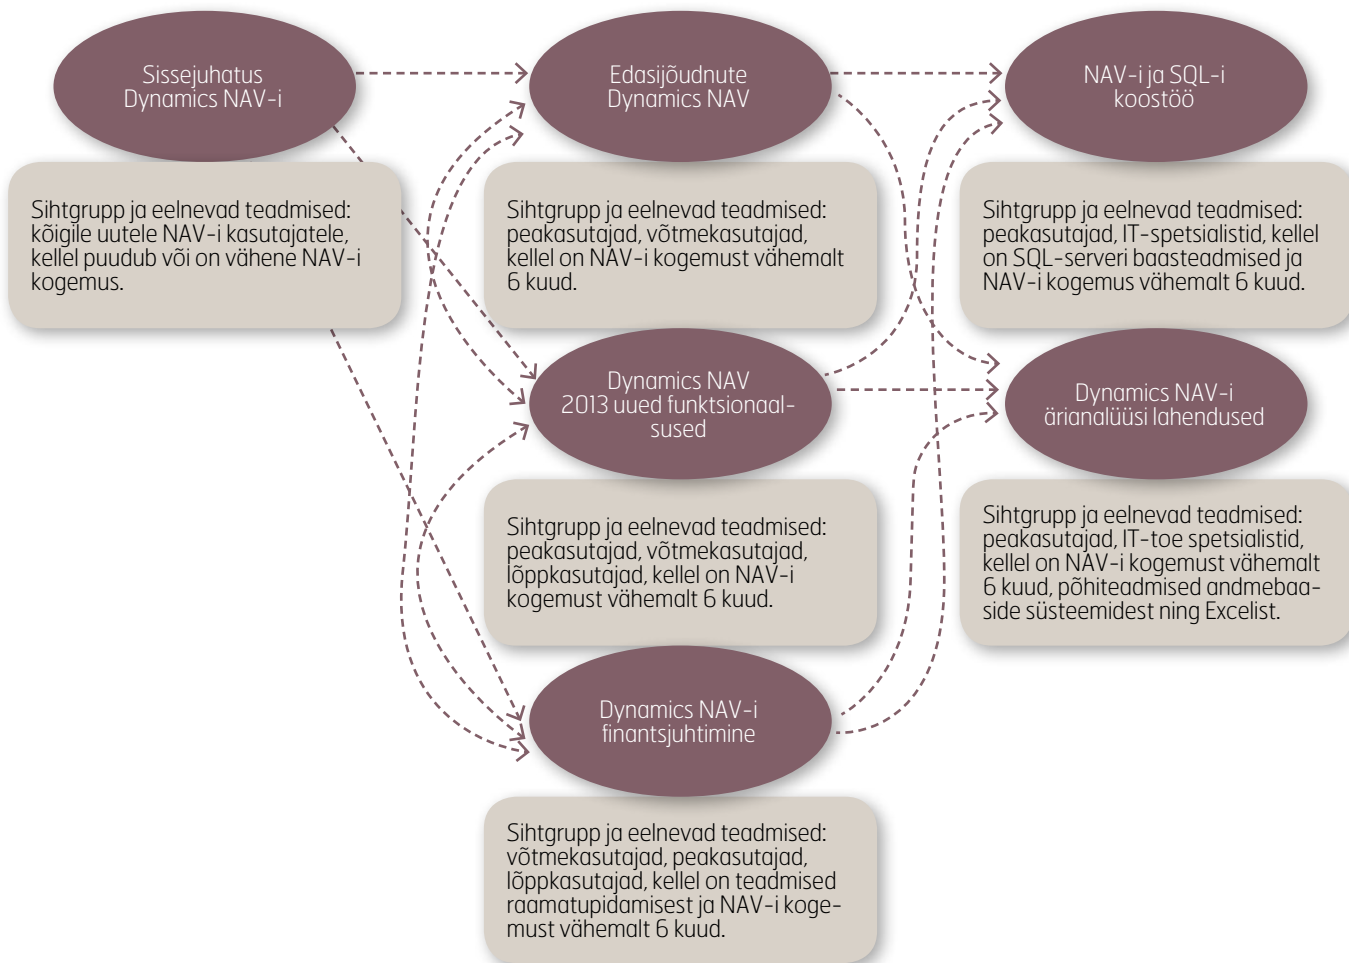 Sissejuhatus
Dynamics NAV-i
Sihtgrupp ja eelnevad teadmised:
kõigile uutele NAV-i kasutajatele,
kellel puudub või on vähene NAV-i
kogemus.
Edasijõudnute
Dynamics NAV
Sihtgrupp ja eelnevad teadmised:
peakasutajad, võtmekasutajad,
kellel on NAV-i kogemust vähemalt
6 kuud.
Dynamics NAV
2013 uued funktsionaal-
sused
Sihtgrupp ja eelnevad teadmised:
peakasutajad, võtmekasutajad,
lõppkasutajad, kellel on NAV-i
kogemust vähemalt 6 kuud.
Dynamics NAV-i
finantsjuhtimine
Sihtgrupp ja eelnevad teadmised:
võtmekasutajad, peakasutajad,
lõppkasutajad, kellel on teadmised
raamatupidamisest ja NAV-i koge-
must vähemalt 6 kuud.
NAV-i ja SQL-i
koostöö
Sihtgrupp ja eelnevad teadmised:
peakasutajad, IT-spetsialistid, kellel
on SQL-serveri baasteadmised ja
NAV-i kogemus vähemalt 6 kuud.
Dynamics NAV-i
ärianalüüsi lahendused
Sihtgrupp ja eelnevad teadmised:
peakasutajad, IT-toe spetsialistid,
kellel on NAV-i kogemust vähemalt
6 kuud, põhiteadmised andmebaa-
side süsteemidest ning Excelist.